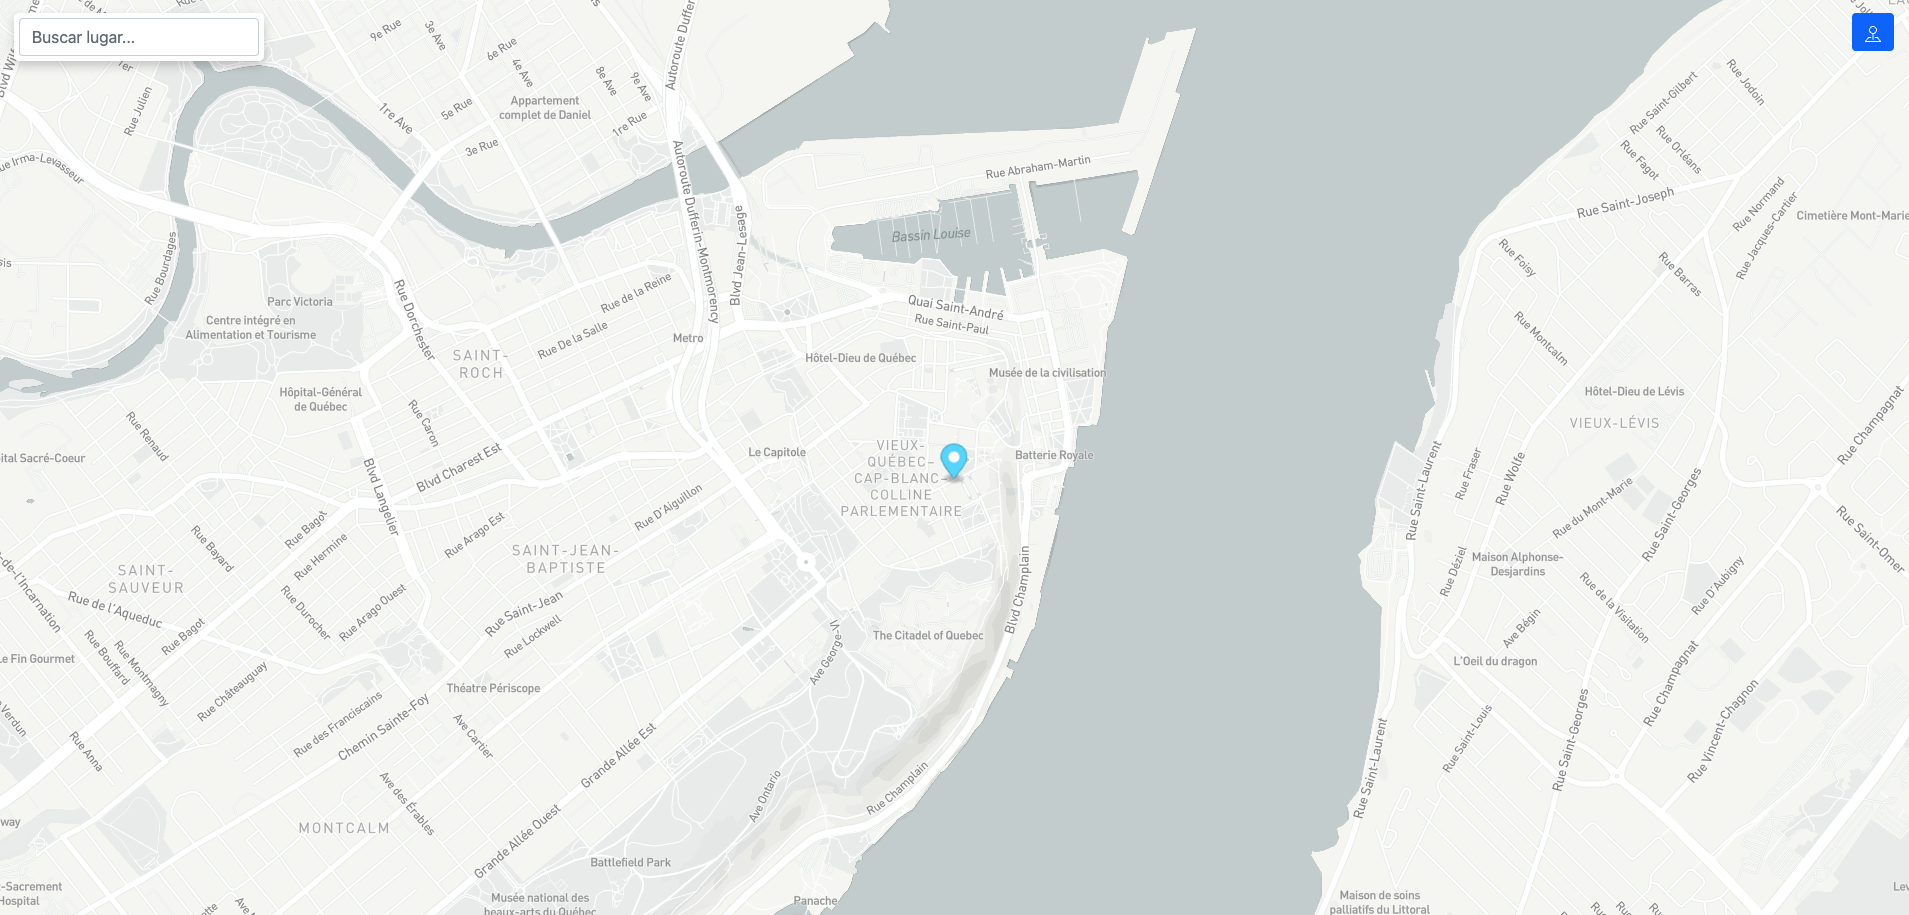 Buscar lugar...
Blvd Wilf
Ter
9e Rue
3e Ave
6e Rue
4e Ave
8e Ave
9e Ave
Autoroute Duffer
Rue Julien
1re Ave
5e Rue
Appartement
complet de Daniel
1re Rue
3e Rue
Rue Irma-Levasseur
Autoroute Dufferin-Montmorency
Blvd Jean-Lesage
Rue Abraham-Martin
Bassin Louise
Rue Saint-Gilbert
Rue Jodoin
Rue Orléans
Rue Fagot
Rue Saint-Joseph
Rue Normand
Rue Jacques-Cartier
Cimetière Mont-Marie
Rue Foisy
Rue Barras
Rue Bourdages
Parc Victoria
Centre intégré en
Alimentation et Tourisme
Rue Dorchester
Rue de la Reine
Rue De la Salle
Quai Saint-André
Rue Saint-Paul
Metro
SAINT-
ROCH
Hôtel-Dieu de Québec
Musée de la civilisation
Rue Montcalm
Hôtel-Dieu de Lévis
VIEUX-LÉVIS
Rue Champagnat
Hôpital-Général
de Québec
Rue Renaud
Rue Caron
ital Sacré-Coeur
Blvd Charest Est
Blvd Langelier
Le Capitole
VIEUX-
QUÉBEC–
CAP-BLANC–
COLLINE
PARLEMENTAIRE
Batterie Royale
Rue Saint-Laurent
Rue Fraser
Rue Wolfe
Rue du Mont-Marie
Rue Saint-Georges
Rue Saint-Omer
Rue D'Aiguillon
Rue Bagot
Rue Hermine
Rue Arago Est
Rue Bayard
SAINT-JEAN-
BAPTISTE
SAINT-
SAUVEUR
Rue de l'Aqueduc
Rue Durocher
Rue Arago Ouest
Rue Saint-Jean
Rue Lockwell
Blvd Champlain
Rue Déziel
Maison Alphonse-
Desjardins
Rue de la Visitation
Rue D'Aubigny
Ave Bégin
-de-l'Incarnation
Rue Bagot
Rue Bouffard
Rue Montmagny
Le Fin Gourmet
Rue Châteauguay
The Citadel of Quebec
Ave George-VI
L'Oeil du dragon
Rue Champagnat
Théatre Périscope
Rue des Franciscains
Chemin Sainte-Foy
Ave Cartier
Rue Anna
Verdun
Grande Allée Est
Rue Saint-Louis
Rue Saint-Georges
Rue Vincent-Chagnon
Rue Saint-Laurent
Ave des Érables
Ave Ontario
Rue Champlain
way
MONTCALM
Grande Allée Ouest
Battlefield Park
t-Sacrement
Hospital
Musée national des
beaux-arts du Québec
Panache
Maison de soins
palliatifs du Littoral
Lev